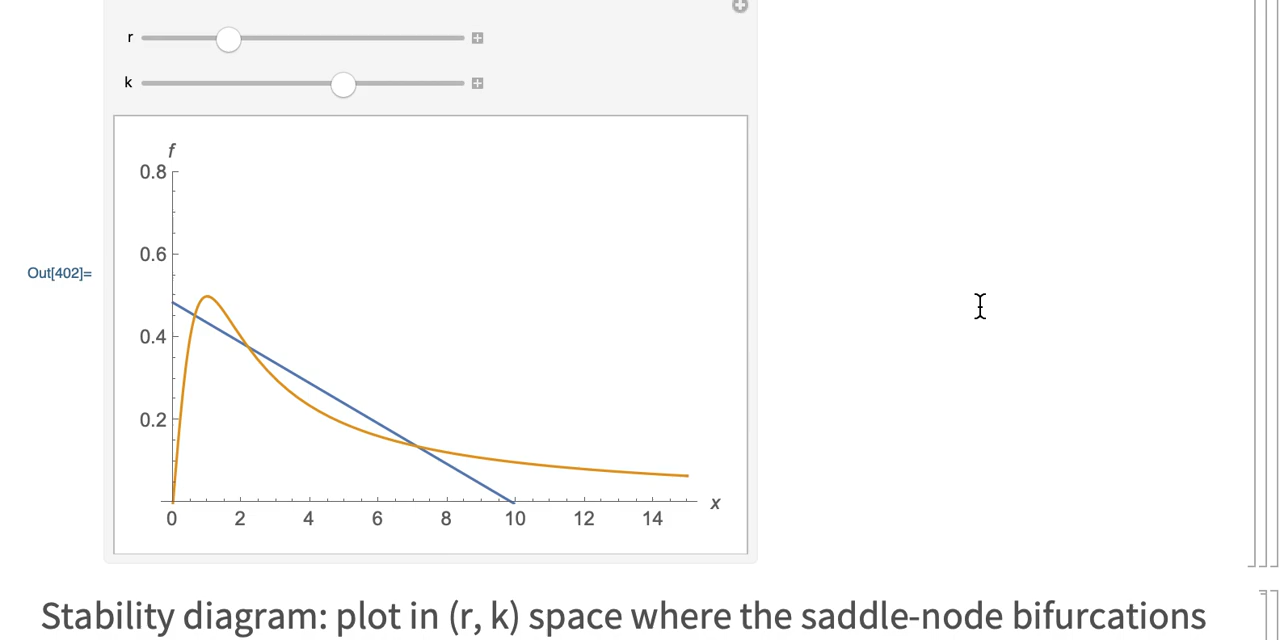 r
k
f
0.8
0.6
Out[402]=
0.4
0.2
0 2 4 6 8 10 12 14 x
Stability diagram: plot in (r, k) space where the saddle-node bifurcations